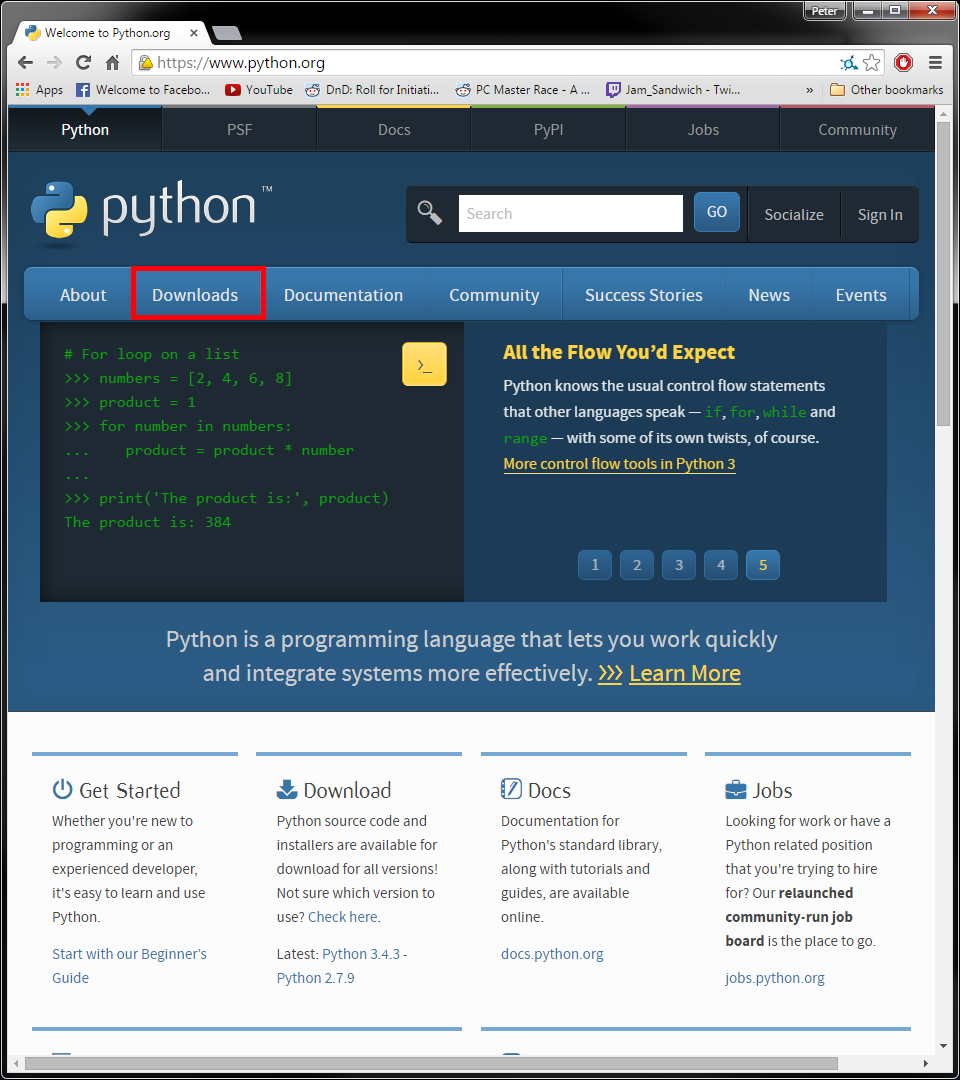 Peter
Welcome to Python.org
https://www.python.org
Apps Welcome to Facebo... YouTube DnD: Roll for Initiati... PC Master Race - A ... Jam_Sandwich - Twi... » Other bookmarks
Python PSF Docs PyPI Jobs Community
python™
Search GO Socialize Sign In
About Downloads Documentation Community Success Stories News Events
# For loop on a list
>>> numbers = [2, 4, 6, 8]
>>> product = 1
>>> for number in numbers:
...    product = product * number
...
>>> print('The product is:', product)
The product is: 384
>_
All the Flow You’d Expect
Python knows the usual control flow statements
that other languages speak — if, for, while and
range — with some of its own twists, of course.
More control flow tools in Python 3
1 2 3 4 5
Python is a programming language that lets you work quickly
and integrate systems more effectively. >>> Learn More
Get Started
Whether you're new to
programming or an
experienced developer,
it's easy to learn and use
Python.
Start with our Beginner’s
Guide
Download
Python source code and
installers are available for
download for all versions!
Not sure which version to
use? Check here.
Latest: Python 3.4.3 -
Python 2.7.9
Docs
Documentation for
Python's standard library,
along with tutorials and
guides, are available
online.
docs.python.org
Jobs
Looking for work or have a
Python related position
that you're trying to hire
for? Our relaunched
community-run job
board is the place to go.
jobs.python.org